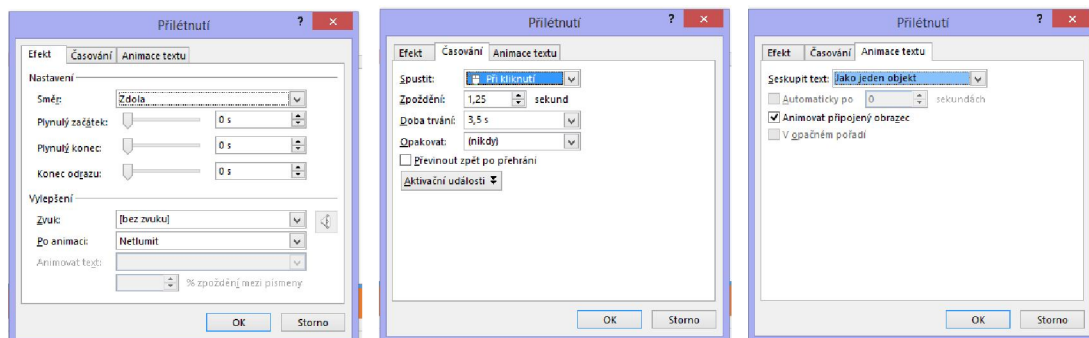 Přilétnutí ? ×
Efekt Časování Animace textu
Nastavení
Směr: Zdola
Plynulý začátek: 0 s
Plynulý konec: 0 s
Konec odrazu: 0 s
Vylepšení
Zvuk: [bez zvuku]
Po animaci: Netlumit
Animovat text:
% zpoždění mezi písmeny
OK Storno
Přilétnutí ? ×
Efekt Časování Animace textu
Spustit: Při kliknutí
Zpoždění: 1,25 sekund
Doba trvání: 3,5 s
Opakovat: (nikdy)
Převinout zpět po přehrání
Aktivační události
OK Storno
Přilétnutí ? ×
Efekt Časování Animace textu
Seskupit text: Jako jeden objekt
Automaticky po 0 sekundách
Animovat připojený obrazec
V opačném pořadí
OK Storno